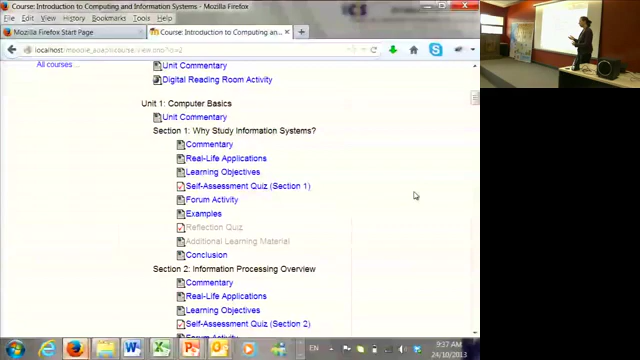 Course: Introduction to Computing and Information Systems - Mozilla Firefox
File Edit View History Bookmarks Tools Help
Mozilla Firefox Start Page
Course: Introduction to Computing and an...
All courses ...
Unit Commentary
Digital Reading Room Activity
Unit 1: Computer Basics
Unit Commentary
Section 1: Why Study Information Systems?
Commentary
Real-Life Applications
Learning Objectives
Self-Assessment Quiz (Section 1)
Forum Activity
Examples
Reflection Quiz
Additional Learning Material
Conclusion
Section 2: Information Processing Overview
Commentary
Real-Life Applications
Learning Objectives
Self-Assessment Quiz (Section 2)
Forum Activity
EN
9:37 AM
24/10/2013